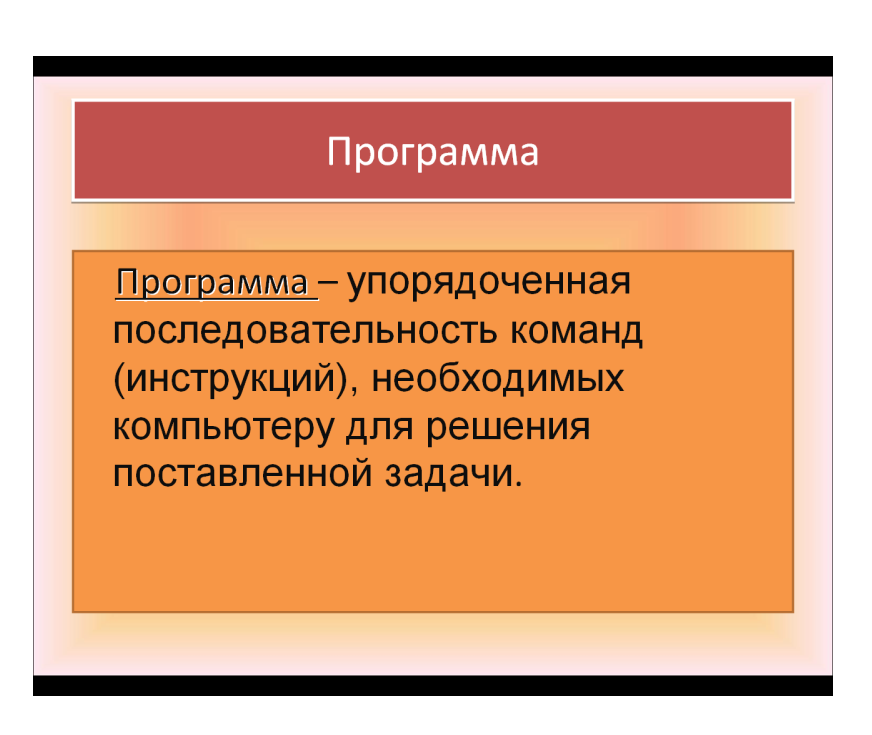 Программа
Программа – упорядоченная
последовательность команд
(инструкций), необходимых
компьютеру для решения
поставленной задачи.